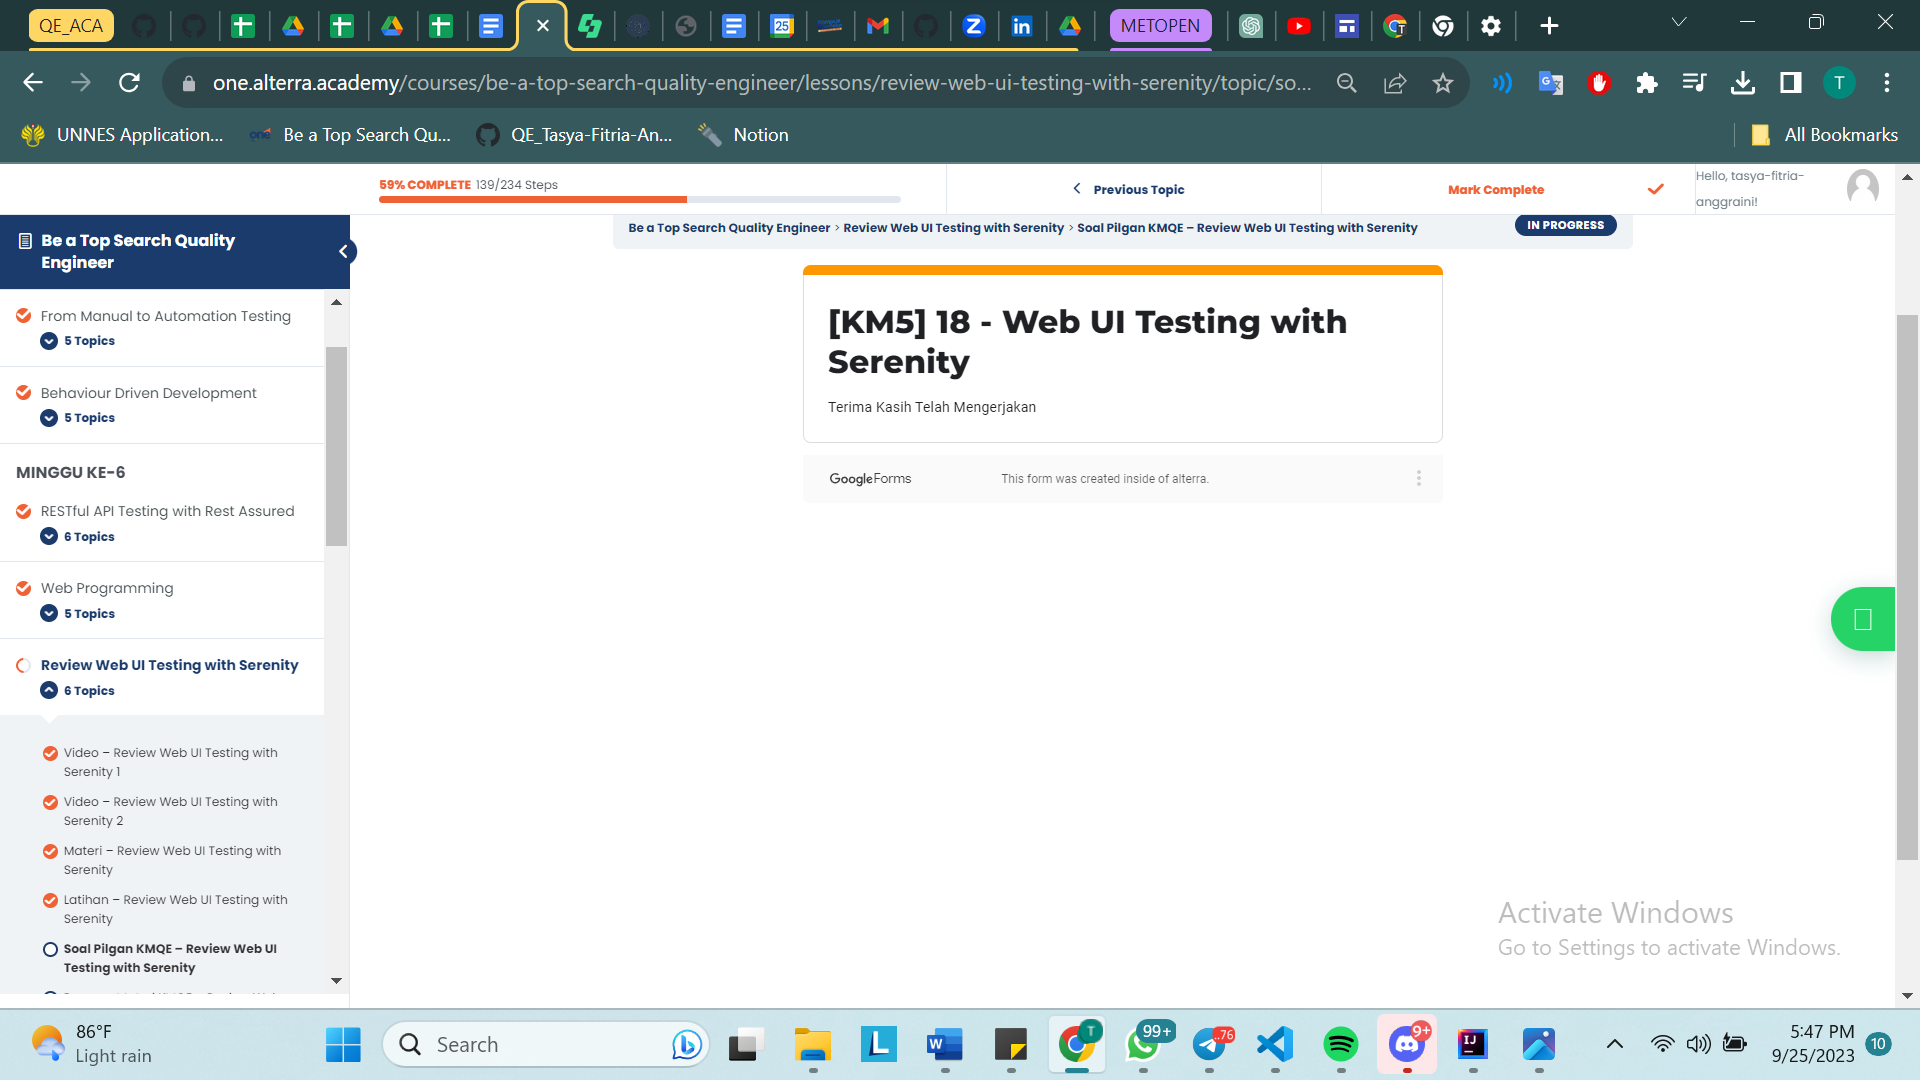 QE_ACA
METOPEN
one.alterra.academy/courses/be-a-top-search-quality-engineer/lessons/review-web-ui-testing-with-serenity/topic/so...
T
UNNES Application...
one
Be a Top Search Qu...
QE_Tasya-Fitria-An...
Notion
All Bookmarks
59% COMPLETE 139/234 Steps
Previous Topic
Mark Complete
Hello, tasya-fitria-
anggraini!
Be a Top Search Quality
Engineer
Be a Top Search Quality Engineer > Review Web UI Testing with Serenity > Soal Pilgan KMQE – Review Web UI Testing with Serenity
IN PROGRESS
From Manual to Automation Testing
5 Topics
Behaviour Driven Development
5 Topics
MINGGU KE-6
RESTful API Testing with Rest Assured
6 Topics
Web Programming
5 Topics
Review Web UI Testing with Serenity
6 Topics
Video – Review Web UI Testing with
Serenity 1
Video – Review Web UI Testing with
Serenity 2
Materi – Review Web UI Testing with
Serenity
Latihan – Review Web UI Testing with
Serenity
Soal Pilgan KMQE – Review Web UI
Testing with Serenity
[KM5] 18 - Web UI Testing with
Serenity
Terima Kasih Telah Mengerjakan
Google Forms
This form was created inside of alterra.
Activate Windows
Go to Settings to activate Windows.
86°F
Light rain
Search
L
W
T
99+
..76
9+
IJ
5:47 PM
9/25/2023
10